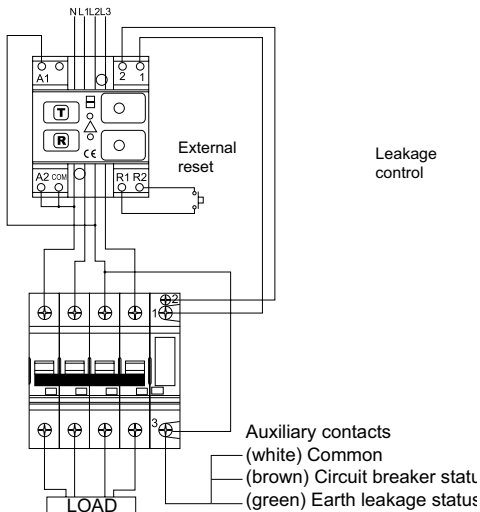 N L1 L2 L3
A1 2 1
T
R
CE
A2 COM R1 R2
External
reset
Leakage
control
2
1
3
Auxiliary contacts
(white) Common
(brown) Circuit breaker statu
(green) Earth leakage status
LOAD